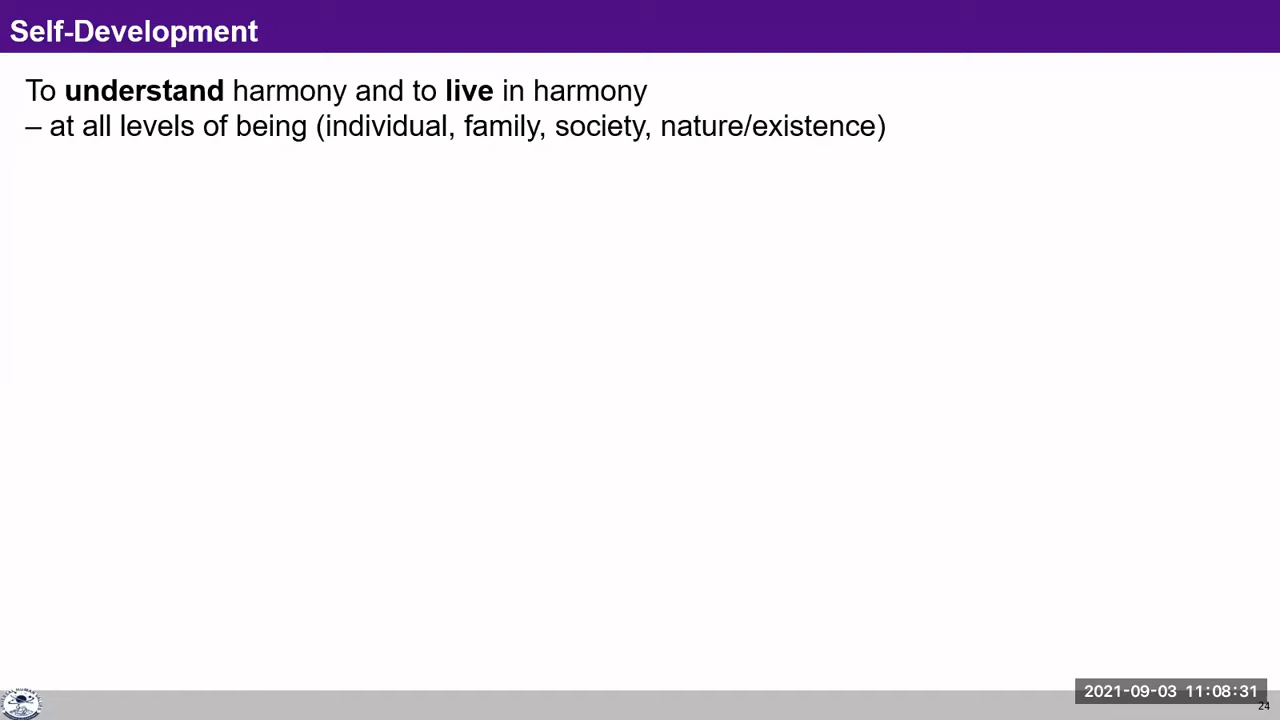 Self-Development
To understand harmony and to live in harmony
– at all levels of being (individual, family, society, nature/existence)
2021-09-03 11:08:31
24